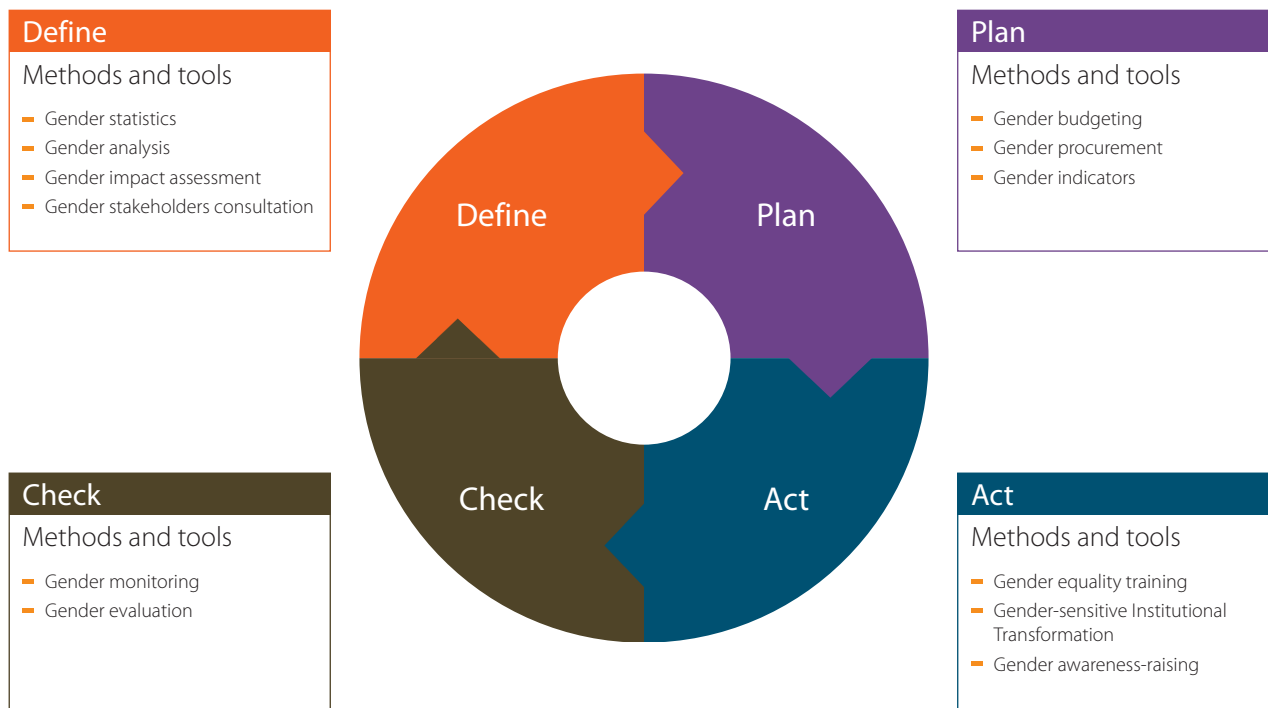 Define
Methods and tools
Gender statistics
Gender analysis
Gender impact assessment
Gender stakeholders consultation
Plan
Methods and tools
Gender budgeting
Gender procurement
Gender indicators
Define
Plan
Check
Act
Check
Methods and tools
Gender monitoring
Gender evaluation
Act
Methods and tools
Gender equality training
Gender-sensitive Institutional
Transformation
Gender awareness-raising